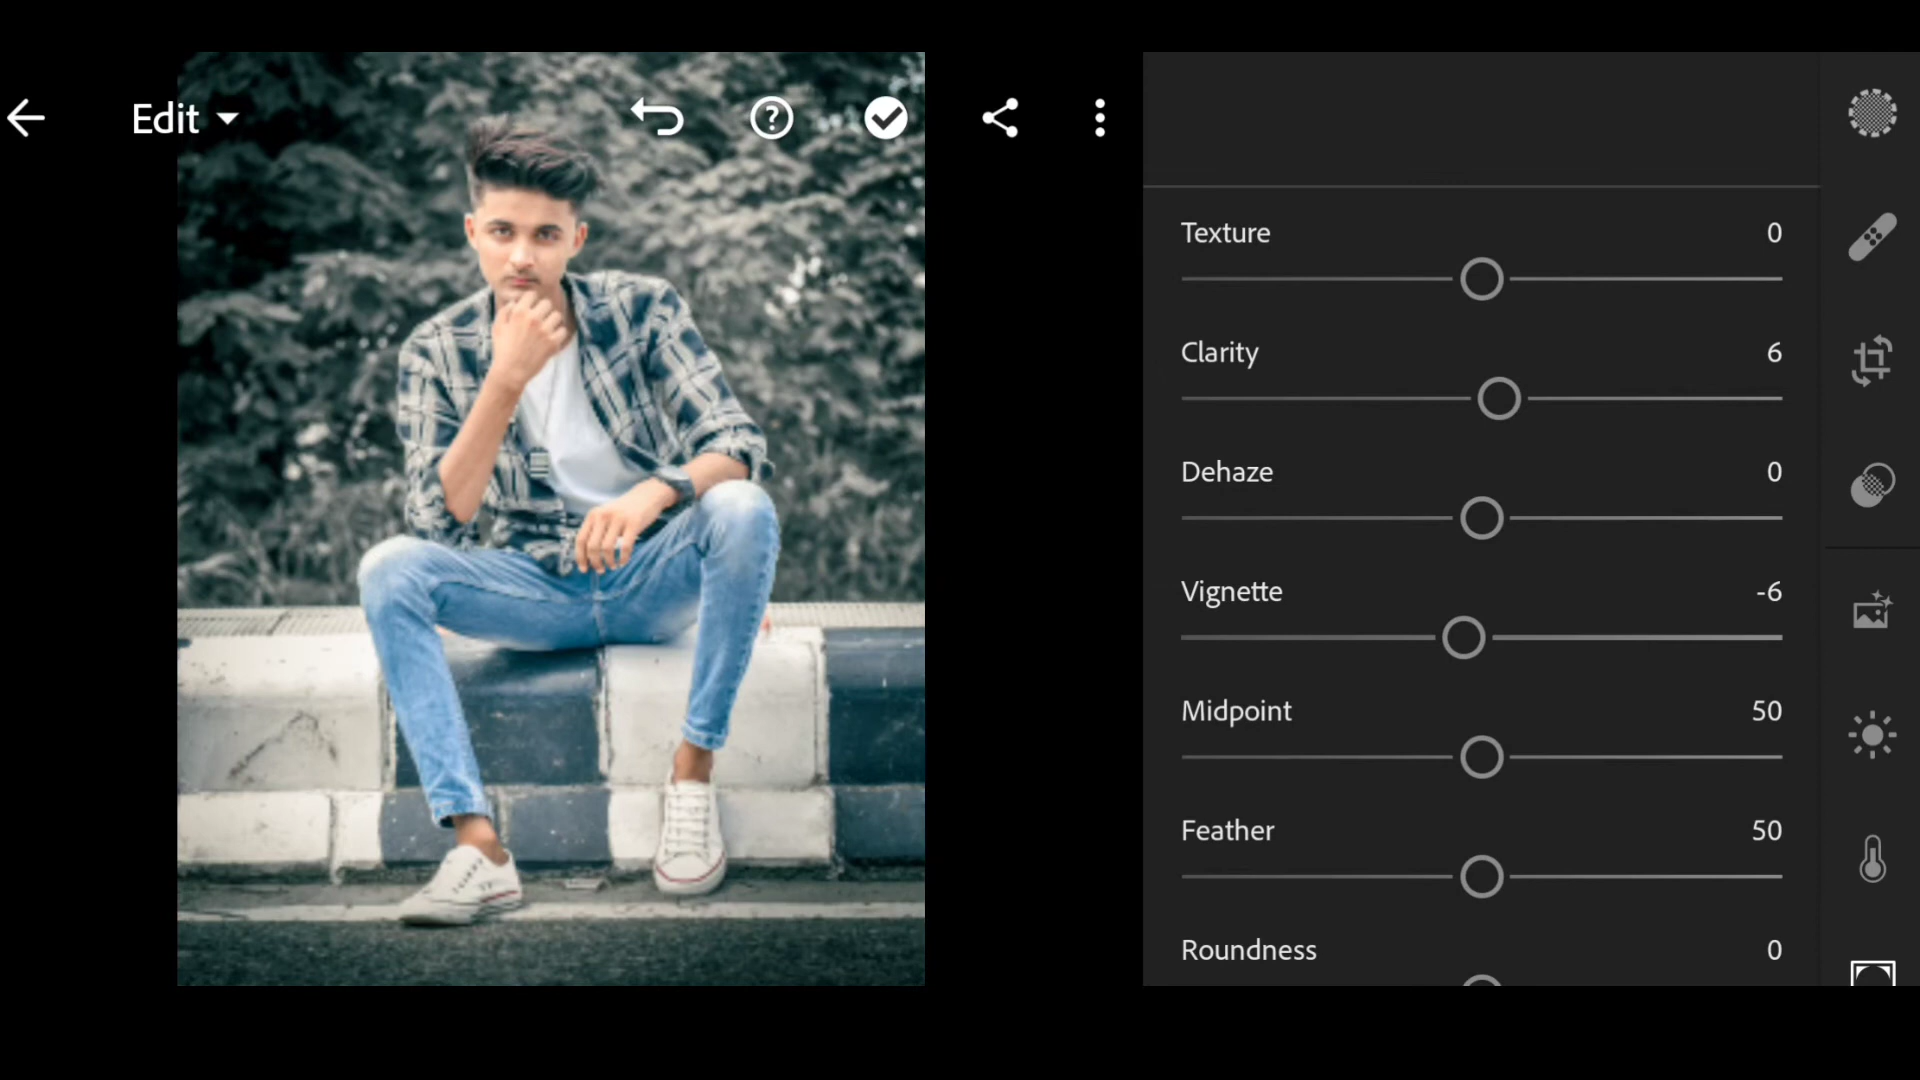 Edit
Texture 0
Clarity 6
Dehaze 0
Vignette -6
Midpoint 50
Feather 50
Roundness 0